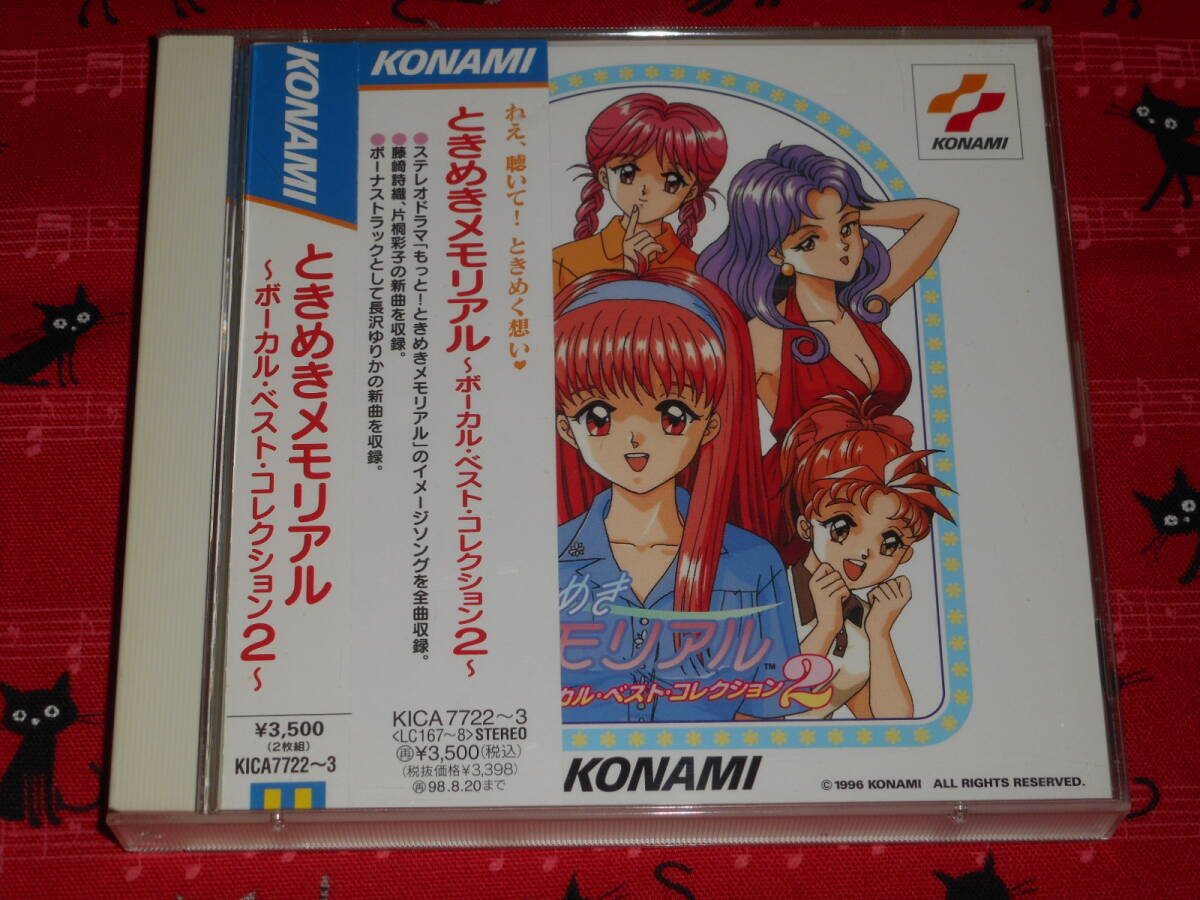 KONAMI
ときめきメモリアル
~ボーカル・ベスト・コレクション2~
¥3,500
(2枚組)
KICA7722~3
KONAMI
れえ、聴いて!ときめく想い♥
ときめきメモリアル~ボーカル・ベスト・コレクション2~
●ステレオドラマ「もっと!ときめきメモリアル」のイメージソングを全曲収録。
●藤崎詩織、片桐彩子の新曲を収録。
●ボーナストラックとして長沢ゆりかの新曲を収録。
KICA7722~3
<LC167~8>STEREO
再¥3,500(税込)
(税抜価格¥3,398)
再98.8.20まで
KONAMI
めき
モリアル™
カル・ベスト・コレクション2
KONAMI
©1996 KONAMI ALL RIGHTS RESERVED.